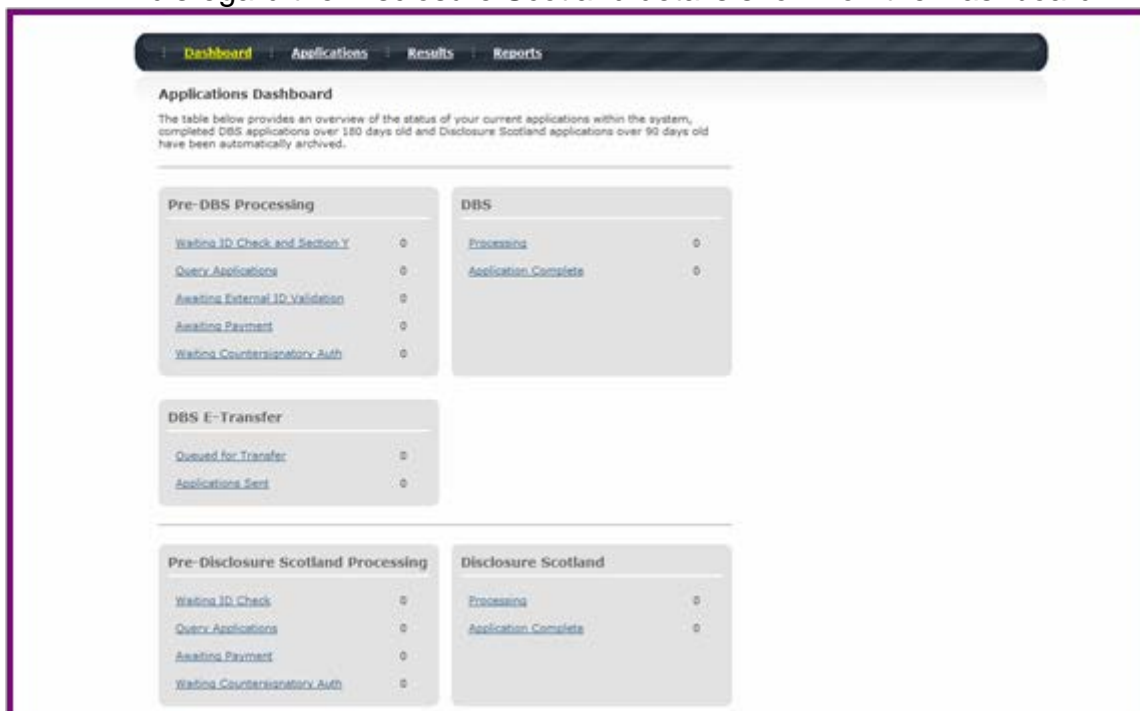 Dashboard Applications Results Reports
Applications Dashboard
The table below provides an overview of the status of your current applications within the system,
completed DBS applications over 180 days old and Disclosure Scotland applications over 90 days old
have been automatically archived.
Pre-DBS Processing
Waiting ID Check and Section Y 0
Query Applications 0
Awaiting External ID Validation 0
Awaiting Payment 0
Waiting Countersignatory Auth 0
DBS
Processing 0
Application Complete 0
DBS E-Transfer
Queued for Transfer 0
Applications Sent 0
Pre-Disclosure Scotland Processing
Waiting ID Check 0
Query Applications 0
Awaiting Payment 0
Waiting Countersignatory Auth 0
Disclosure Scotland
Processing 0
Application Complete 0